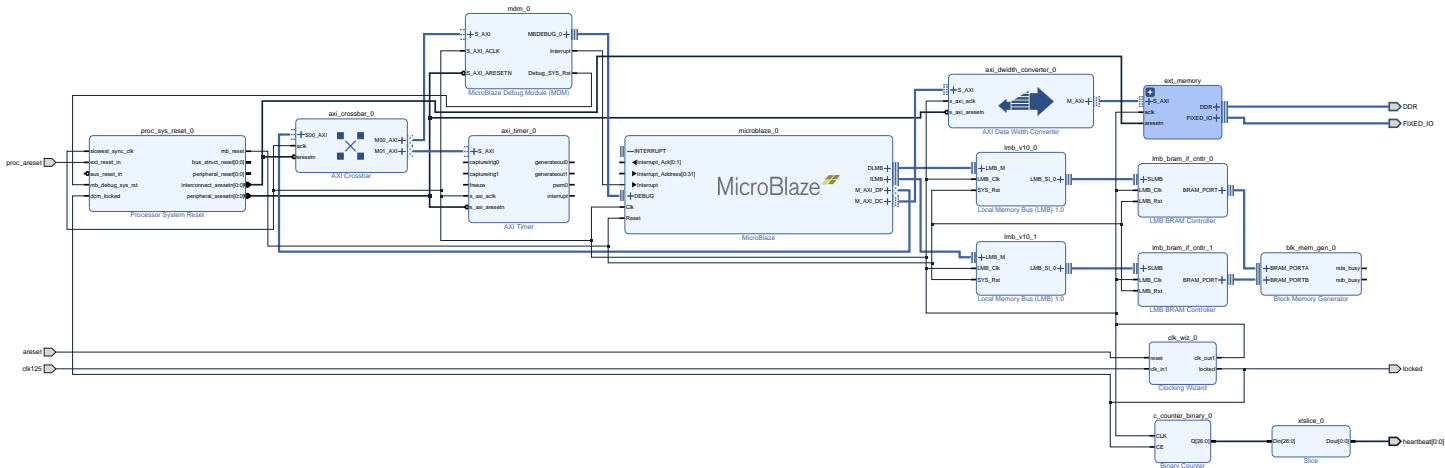 mdm_0
S_AXI
MBDEBUG_0
S_AXI_ACLK
Interrupt
S_AXI_ARESETN
Debug_SYS_Rst
MicroBlaze Debug Module (MDM)
axi_dwidth_converter_0
S_AXI
s_axi_aclk
M_AXI
s_axi_aresetn
AXI Data Width Converter
ext_memory
S_AXI
DDR
aclk
FIXED_IO
aresetn
DDR
FIXED_IO
proc_areset
proc_sys_reset_0
slowest_sync_clk
mb_reset
ext_reset_in
bus_struct_reset[0:0]
aux_reset_in
peripheral_reset[0:0]
mb_debug_sys_rst
interconnect_aresetn[0:0]
dcm_locked
peripheral_aresetn[0:0]
Processor System Reset
axi_crossbar_0
S00_AXI
M00_AXI
aclk
M01_AXI
aresetn
AXI Crossbar
axi_timer_0
S_AXI
capturetrig0
generateout0
capturetrig1
generateout1
freeze
pwm0
s_axi_aclk
interrupt
s_axi_aresetn
AXI Timer
microblaze_0
INTERRUPT
Interrupt_Ack[0:1]
Interrupt_Address[0:31]
Interrupt
DEBUG
Clk
Reset
MicroBlaze
DLMB
ILMB
M_AXI_DP
M_AXI_DC
MicroBlaze
lmb_v10_0
LMB_M
LMB_Clk
LMB_Sl_0
SYS_Rst
Local Memory Bus (LMB) 1.0
lmb_bram_if_cntlr_0
SLMB
LMB_Clk
BRAM_PORT
LMB_Rst
LMB BRAM Controller
lmb_v10_1
LMB_M
LMB_Clk
LMB_Sl_0
SYS_Rst
Local Memory Bus (LMB) 1.0
lmb_bram_if_cntlr_1
SLMB
LMB_Clk
BRAM_PORT
LMB_Rst
LMB BRAM Controller
blk_mem_gen_0
BRAM_PORTA
rsta_busy
BRAM_PORTB
rstb_busy
Block Memory Generator
areset
clk125
clk_wiz_0
reset
clk_out1
clk_in1
locked
Clocking Wizard
locked
c_counter_binary_0
CLK
Q[26:0]
CE
Binary Counter
xlslice_0
Din[26:0]
Dout[0:0]
Slice
heartbeat[0:0]